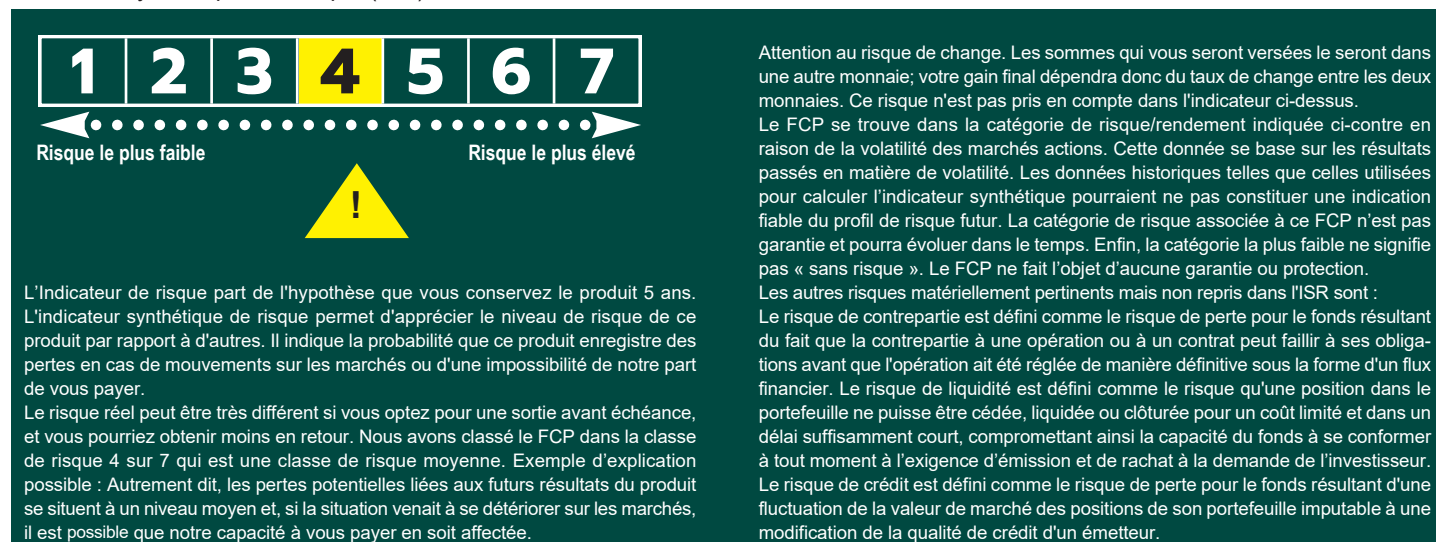 1 2 3 4 5 6 7
Risque le plus faible
Risque le plus élevé
!
L’Indicateur de risque part de l'hypothèse que vous conservez le produit 5 ans.
L'indicateur synthétique de risque permet d'apprécier le niveau de risque de ce
produit par rapport à d'autres. Il indique la probabilité que ce produit enregistre des
pertes en cas de mouvements sur les marchés ou d'une impossibilité de notre part
de vous payer.
Le risque réel peut être très différent si vous optez pour une sortie avant échéance,
et vous pourriez obtenir moins en retour. Nous avons classé le FCP dans la classe
de risque 4 sur 7 qui est une classe de risque moyenne. Exemple d’explication
possible : Autrement dit, les pertes potentielles liées aux futurs résultats du produit
se situent à un niveau moyen et, si la situation venait à se détériorer sur les marchés,
il est possible que notre capacité à vous payer en soit affectée.
Attention au risque de change. Les sommes qui vous seront versées le seront dans
une autre monnaie; votre gain final dépendra donc du taux de change entre les deux
monnaies. Ce risque n'est pas pris en compte dans l'indicateur ci-dessus.
Le FCP se trouve dans la catégorie de risque/rendement indiquée ci-contre en
raison de la volatilité des marchés actions. Cette donnée se base sur les résultats
passés en matière de volatilité. Les données historiques telles que celles utilisées
pour calculer l’indicateur synthétique pourraient ne pas constituer une indication
fiable du profil de risque futur. La catégorie de risque associée à ce FCP n’est pas
garantie et pourra évoluer dans le temps. Enfin, la catégorie la plus faible ne signifie
pas « sans risque ». Le FCP ne fait l’objet d’aucune garantie ou protection.
Les autres risques matériellement pertinents mais non repris dans l'ISR sont :
Le risque de contrepartie est défini comme le risque de perte pour le fonds résultant
du fait que la contrepartie à une opération ou à un contrat peut faillir à ses obliga-
tions avant que l'opération ait été réglée de manière définitive sous la forme d'un flux
financier. Le risque de liquidité est défini comme le risque qu'une position dans le
portefeuille ne puisse être cédée, liquidée ou clôturée pour un coût limité et dans un
délai suffisamment court, compromettant ainsi la capacité du fonds à se conformer
à tout moment à l’exigence d’émission et de rachat à la demande de l’investisseur.
Le risque de crédit est défini comme le risque de perte pour le fonds résultant d'une
fluctuation de la valeur de marché des positions de son portefeuille imputable à une
modification de la qualité de crédit d'un émetteur.